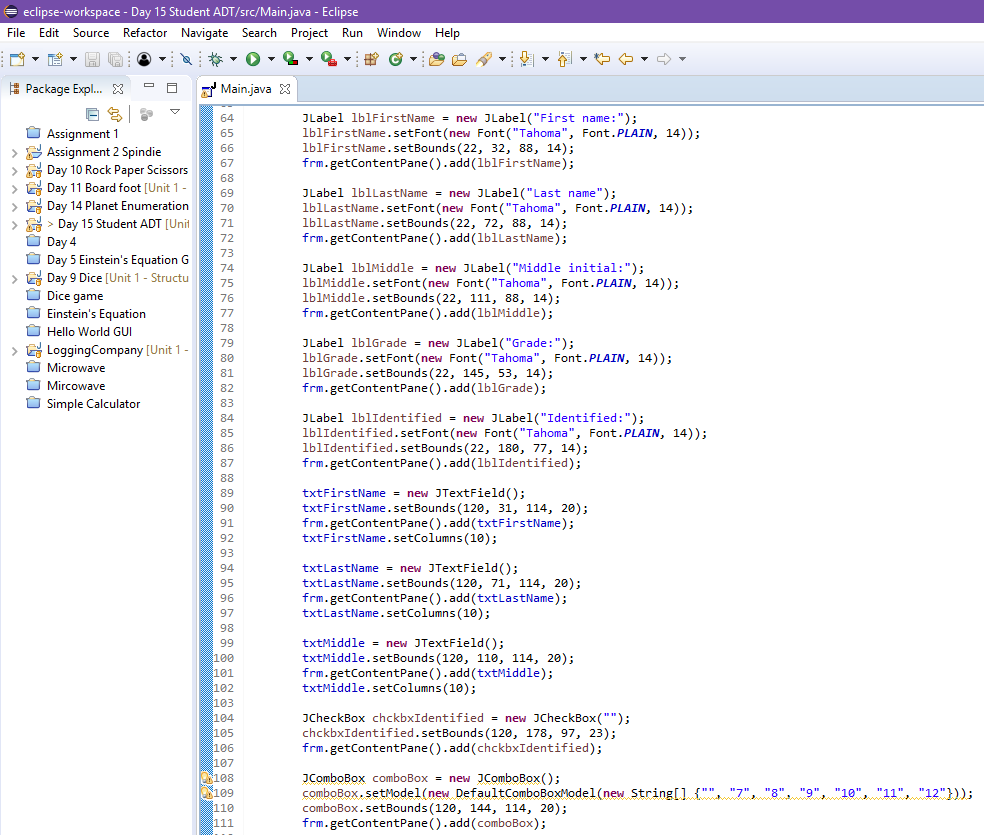 eclipse-workspace - Day 15 Student ADT/src/Main.java - Eclipse
File Edit Source Refactor Navigate Search Project Run Window Help
Package Expl...
Main.java
Assignment 1
Assignment 2 Spindie
Day 10 Rock Paper Scissors
Day 11 Board foot [Unit 1 -
Day 14 Planet Enumeration
> Day 15 Student ADT [Unit
Day 4
Day 5 Einstein's Equation G
Day 9 Dice [Unit 1 - Structu
Dice game
Einstein's Equation
Hello World GUI
LoggingCompany [Unit 1 -
Microwave
Mircowave
Simple Calculator
64 JLabel lblFirstName = new JLabel("First name:");
65 lblFirstName.setFont(new Font("Tahoma", Font.PLAIN, 14));
66 lblFirstName.setBounds(22, 32, 88, 14);
67 frm.getContentPane().add(lblFirstName);
68
69 JLabel lblLastName = new JLabel("Last name");
70 lblLastName.setFont(new Font("Tahoma", Font.PLAIN, 14));
71 lblLastName.setBounds(22, 72, 88, 14);
72 frm.getContentPane().add(lblLastName);
73
74 JLabel lblMiddle = new JLabel("Middle initial:");
75 lblMiddle.setFont(new Font("Tahoma", Font.PLAIN, 14));
76 lblMiddle.setBounds(22, 111, 88, 14);
77 frm.getContentPane().add(lblMiddle);
78
79 JLabel lblGrade = new JLabel("Grade:");
80 lblGrade.setFont(new Font("Tahoma", Font.PLAIN, 14));
81 lblGrade.setBounds(22, 145, 53, 14);
82 frm.getContentPane().add(lblGrade);
83
84 JLabel lblIdentified = new JLabel("Identified:");
85 lblIdentified.setFont(new Font("Tahoma", Font.PLAIN, 14));
86 lblIdentified.setBounds(22, 180, 77, 14);
87 frm.getContentPane().add(lblIdentified);
88
89 txtFirstName = new JTextField();
90 txtFirstName.setBounds(120, 31, 114, 20);
91 frm.getContentPane().add(txtFirstName);
92 txtFirstName.setColumns(10);
93
94 txtLastName = new JTextField();
95 txtLastName.setBounds(120, 71, 114, 20);
96 frm.getContentPane().add(txtLastName);
97 txtLastName.setColumns(10);
98
99 txtMiddle = new JTextField();
100 txtMiddle.setBounds(120, 110, 114, 20);
101 frm.getContentPane().add(txtMiddle);
102 txtMiddle.setColumns(10);
103
104 JCheckBox chckbxIdentified = new JCheckBox("");
105 chckbxIdentified.setBounds(120, 178, 97, 23);
106 frm.getContentPane().add(chckbxIdentified);
107
108 JComboBox comboBox = new JComboBox();
109 comboBox.setModel(new DefaultComboBoxModel(new String[] {"", "7", "8", "9", "10", "11", "12"}));
110 comboBox.setBounds(120, 144, 114, 20);
111 frm.getContentPane().add(comboBox);